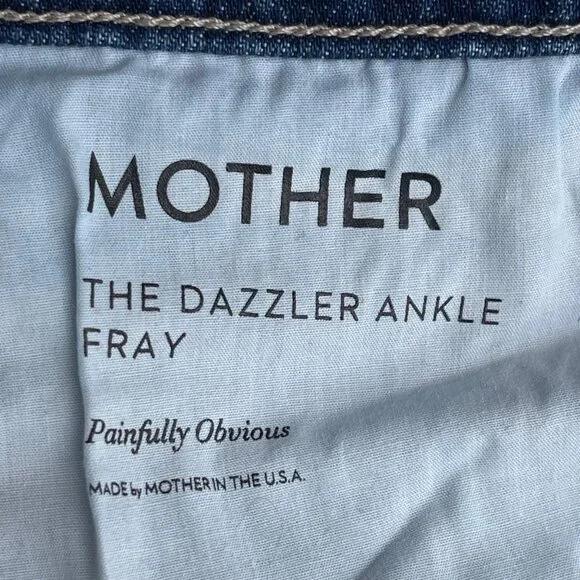 MOTHER
THE DAZZLER ANKLE
FRAY
Painfully Obvious
MADE by MOTHER IN THE U.S.A.